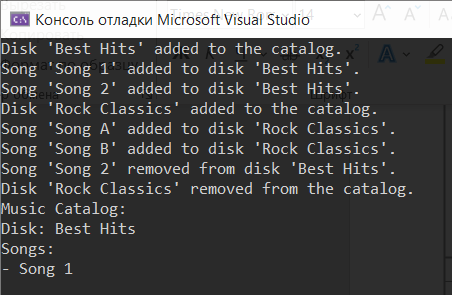 Консоль отладки Microsoft Visual Studio
Disk 'Best Hits' added to the catalog.
Song 'Song 1' added to disk 'Best Hits'.
Song 'Song 2' added to disk 'Best Hits'.
Disk 'Rock Classics' added to the catalog.
Song 'Song A' added to disk 'Rock Classics'.
Song 'Song B' added to disk 'Rock Classics'.
Song 'Song 2' removed from disk 'Best Hits'.
Disk 'Rock Classics' removed from the catalog.
Music Catalog:
Disk: Best Hits
Songs:
- Song 1